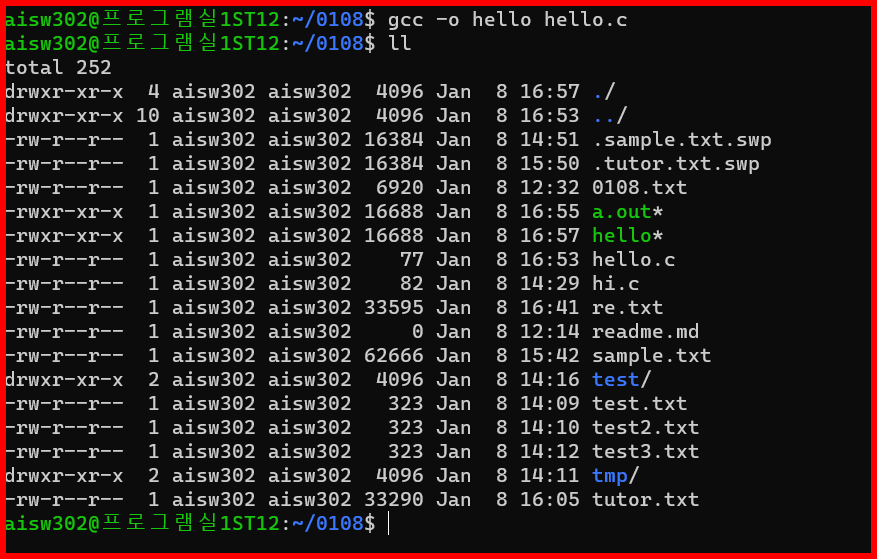 aisw302@프로그램실1ST12:~/0108$ gcc -o hello hello.c
aisw302@프로그램실1ST12:~/0108$ ll
total 252
drwxr-xr-x  4 aisw302 aisw302  4096 Jan  8 16:57 ./
drwxr-xr-x 10 aisw302 aisw302  4096 Jan  8 16:53 ../
-rw-r--r--  1 aisw302 aisw302 16384 Jan  8 14:51 .sample.txt.swp
-rw-r--r--  1 aisw302 aisw302 16384 Jan  8 15:50 .tutor.txt.swp
-rw-r--r--  1 aisw302 aisw302  6920 Jan  8 12:32 0108.txt
-rwxr-xr-x  1 aisw302 aisw302 16688 Jan  8 16:55 a.out*
-rwxr-xr-x  1 aisw302 aisw302 16688 Jan  8 16:57 hello*
-rw-r--r--  1 aisw302 aisw302    77 Jan  8 16:53 hello.c
-rw-r--r--  1 aisw302 aisw302    82 Jan  8 14:29 hi.c
-rw-r--r--  1 aisw302 aisw302 33595 Jan  8 16:41 re.txt
-rw-r--r--  1 aisw302 aisw302     0 Jan  8 12:14 readme.md
-rw-r--r--  1 aisw302 aisw302 62666 Jan  8 15:42 sample.txt
drwxr-xr-x  2 aisw302 aisw302  4096 Jan  8 14:16 test/
-rw-r--r--  1 aisw302 aisw302   323 Jan  8 14:09 test.txt
-rw-r--r--  1 aisw302 aisw302   323 Jan  8 14:10 test2.txt
-rw-r--r--  1 aisw302 aisw302   323 Jan  8 14:12 test3.txt
drwxr-xr-x  2 aisw302 aisw302  4096 Jan  8 14:11 tmp/
-rw-r--r--  1 aisw302 aisw302 33290 Jan  8 16:05 tutor.txt
aisw302@프로그램실1ST12:~/0108$